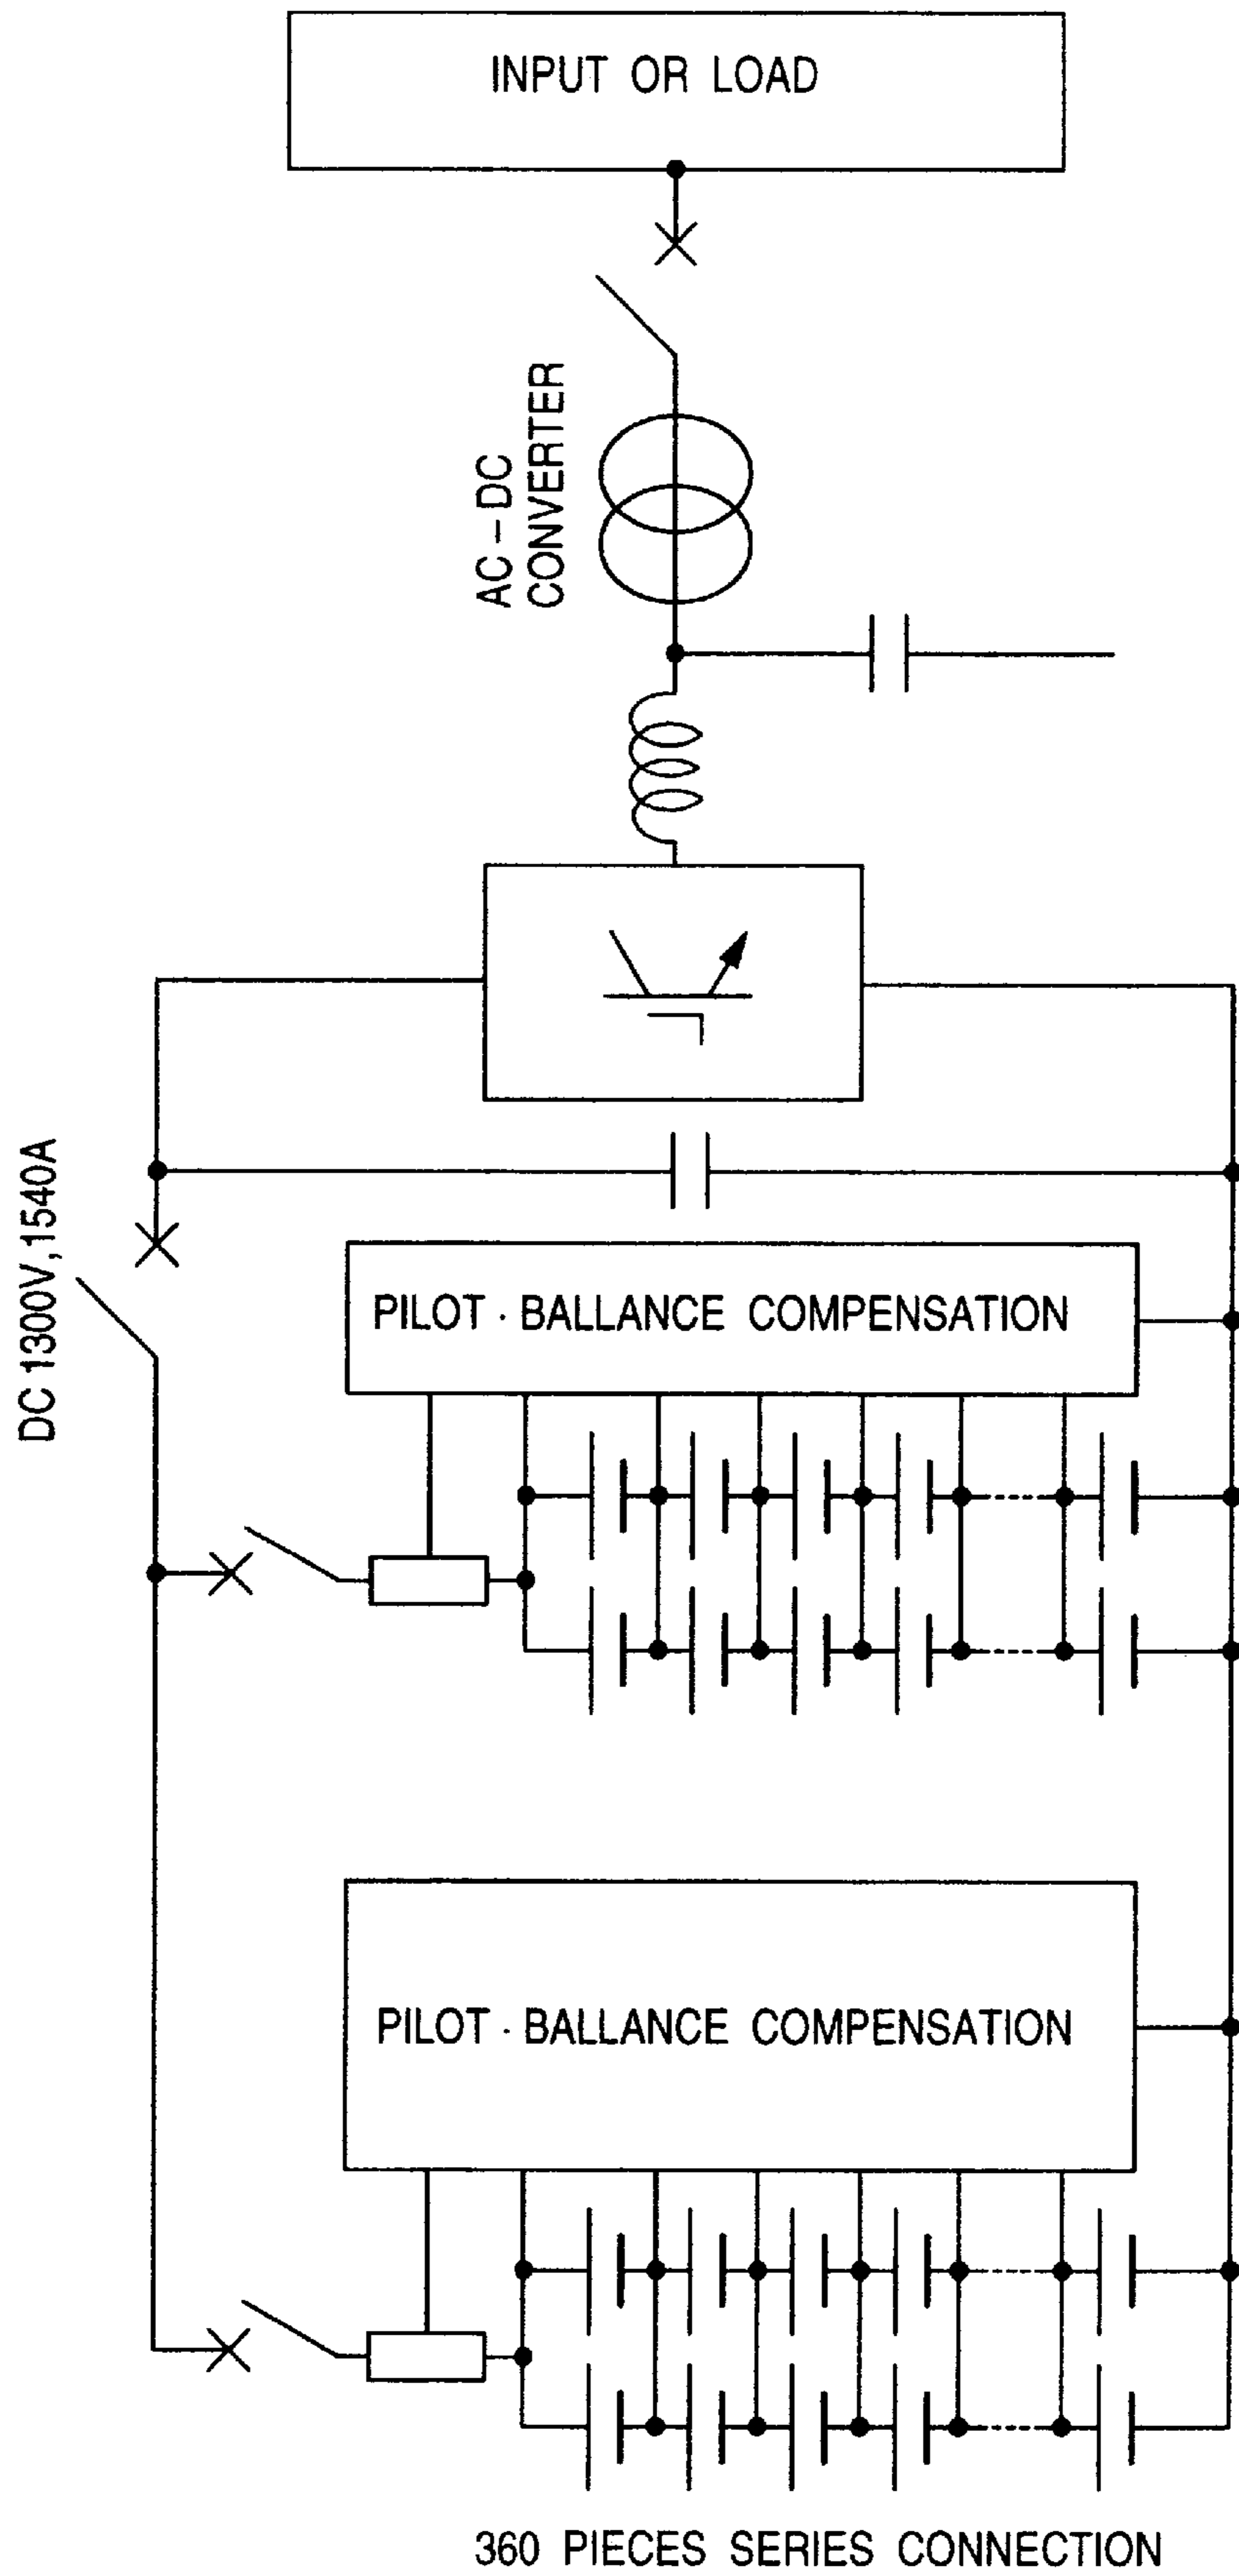 INPUT OR LOAD
AC-DC
CONVERTER
DC 1300V,1540A
PILOT · BALLANCE COMPENSATION
PILOT · BALLANCE COMPENSATION
360 PIECES SERIES CONNECTION